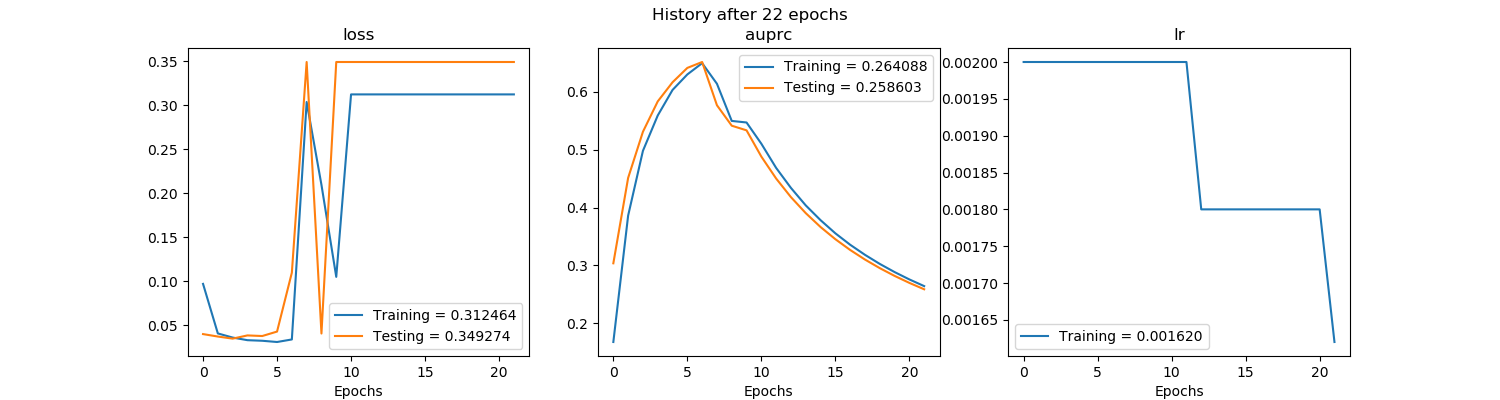 History after 22 epochs
loss
0.35
0.30
0.25
0.20
0.15
0.10
0.05
Training = 0.312464
Testing = 0.349274
0 5 10 15 20
Epochs
auprc
0.6
0.5
0.4
0.3
0.2
Training = 0.264088
Testing = 0.258603
0 5 10 15 20
Epochs
lr
0.00200
0.00195
0.00190
0.00185
0.00180
0.00175
0.00170
0.00165
Training = 0.001620
0 5 10 15 20
Epochs